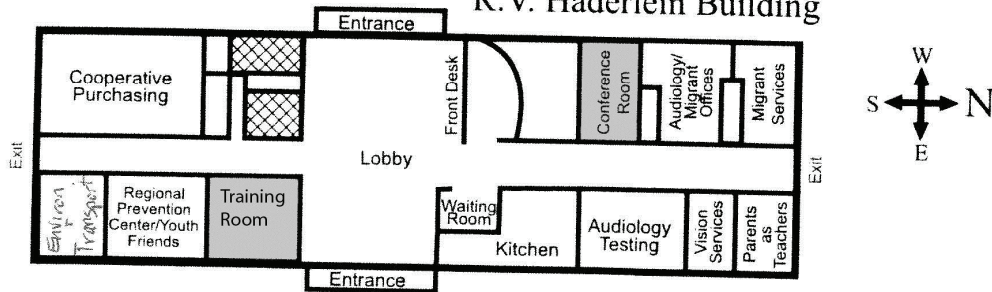 R.V. Haderlein Building
Entrance
Cooperative
Purchasing
Front Desk
Conference
Room
Audiology/
Migrant
Offices
Migrant
Services
W
S
N
E
Exit
Lobby
Exit
Environ
+
Transport
Regional
Prevention
Center/Youth
Friends
Training
Room
Waiting
Room
Kitchen
Audiology
Testing
Vision
Services
Parents
as
Teachers
Entrance